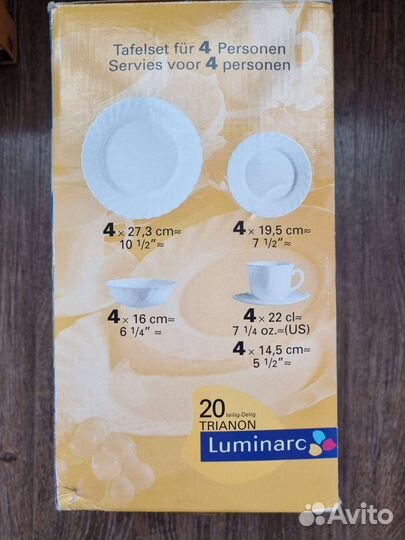 Tafelset für 4 Personen
Servies voor 4 personen
4 x 27,3 cm≈
10 1/2"≈
4 x 19,5 cm≈
7 1/2"≈
4 x 16 cm≈
6 1/4" ≈
4 x 22 cl≈
7 1/4 oz.≈(US)
4 x 14,5 cm≈
5 1/2"≈
20 teilig-Delig
TRIANON
Luminarc
Avito